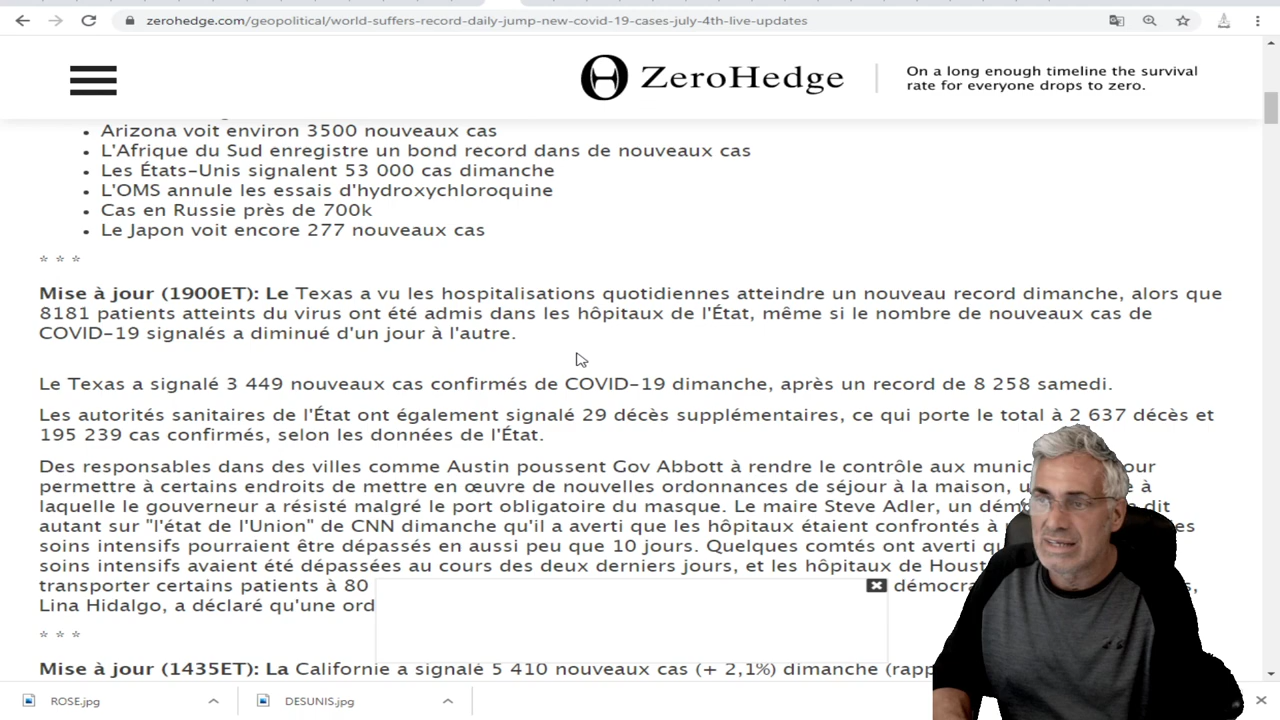 zerohedge.com/geopolitical/world-suffers-record-daily-jump-new-covid-19-cases-july-4th-live-updates
ZeroHedge
On a long enough timeline the survival
rate for everyone drops to zero.
Arizona voit environ 3500 nouveaux cas
L'Afrique du Sud enregistre un bond record dans de nouveaux cas
Les États-Unis signalent 53 000 cas dimanche
L'OMS annule les essais d'hydroxychloroquine
Cas en Russie près de 700k
Le Japon voit encore 277 nouveaux cas
* * *
Mise à jour (1900ET): Le Texas a vu les hospitalisations quotidiennes atteindre un nouveau record dimanche, alors que
8181 patients atteints du virus ont été admis dans les hôpitaux de l'État, même si le nombre de nouveaux cas de
COVID-19 signalés a diminué d'un jour à l'autre.
Le Texas a signalé 3 449 nouveaux cas confirmés de COVID-19 dimanche, après un record de 8 258 samedi.
Les autorités sanitaires de l'État ont également signalé 29 décès supplémentaires, ce qui porte le total à 2 637 décès et
195 239 cas confirmés, selon les données de l'État.
Des responsables dans des villes comme Austin poussent Gov Abbott à rendre le contrôle aux
permettre à certains endroits de mettre en œuvre de nouvelles ordonnances de séjour à la maison, à
laquelle le gouverneur a résisté malgré le port obligatoire du masque. Le maire Steve Adler, un dit
autant sur "l'état de l'Union" de CNN dimanche qu'il a averti que les hôpitaux étaient confrontés à
soins intensifs pourraient être dépassés en aussi peu que 10 jours. Quelques comtés ont averti
soins intensifs avaient été dépassés au cours des deux derniers jours, et les hôpitaux de
transporter certains patients à 80
Lina Hidalgo, a déclaré qu'une
* * *
Mise à jour (1435ET): La Californie a signalé 5 410 nouveaux cas (+ 2,1%) dimanche
ROSE.jpg
DESUNIS.jpg